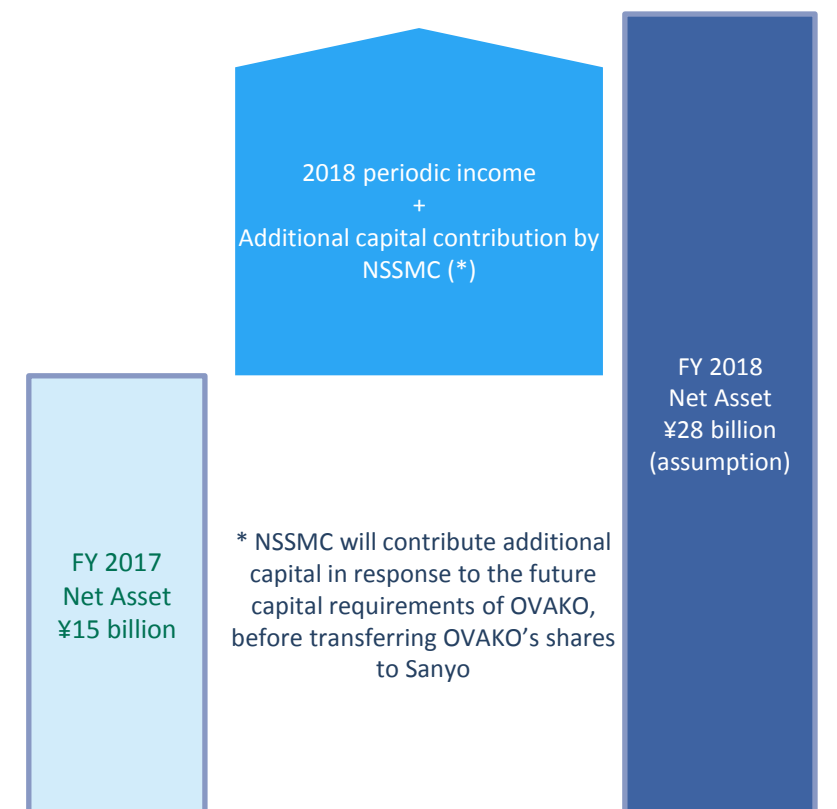 2018 periodic income
+
Additional capital contribution by
NSSMC (*)
FY 2018
Net Asset
¥28 billion
(assumption)
FY 2017
Net Asset
¥15 billion
* NSSMC will contribute additional
capital in response to the future
capital requirements of OVAKO,
before transferring OVAKO’s shares
to Sanyo